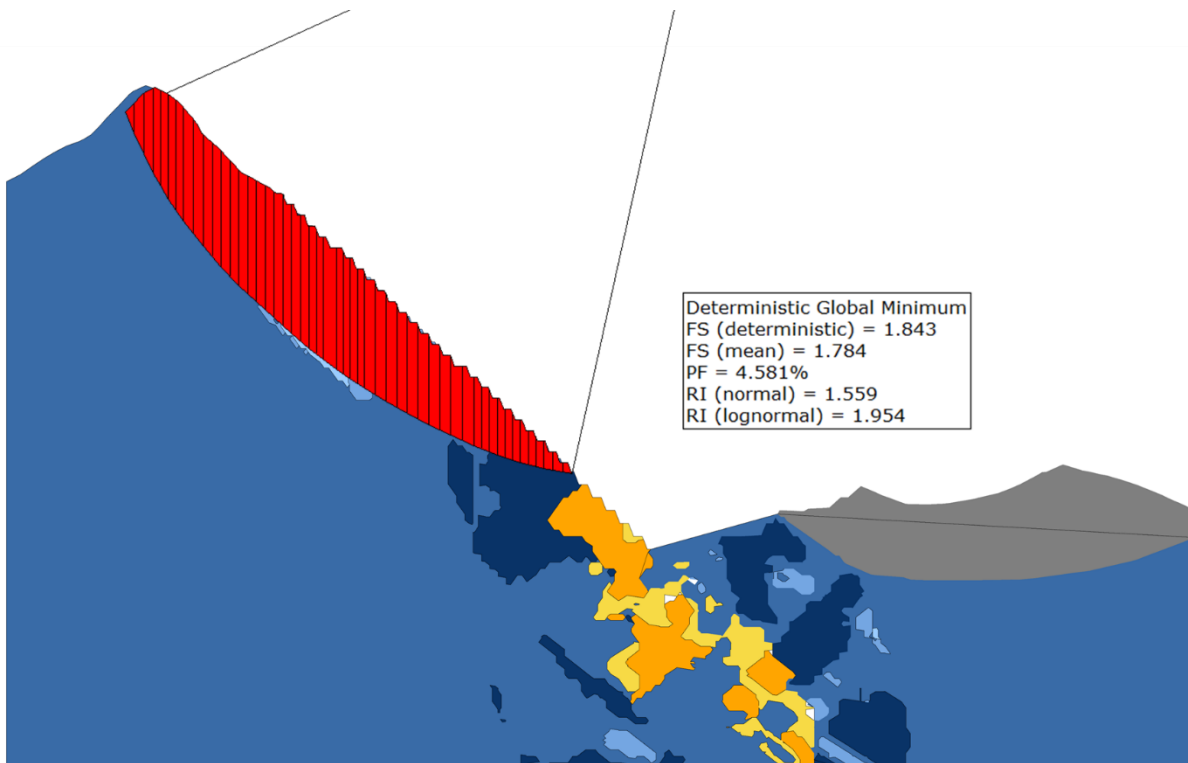 Deterministic Global Minimum
FS (deterministic) = 1.843
FS (mean) = 1.784
PF = 4.581%
RI (normal) = 1.559
RI (lognormal) = 1.954